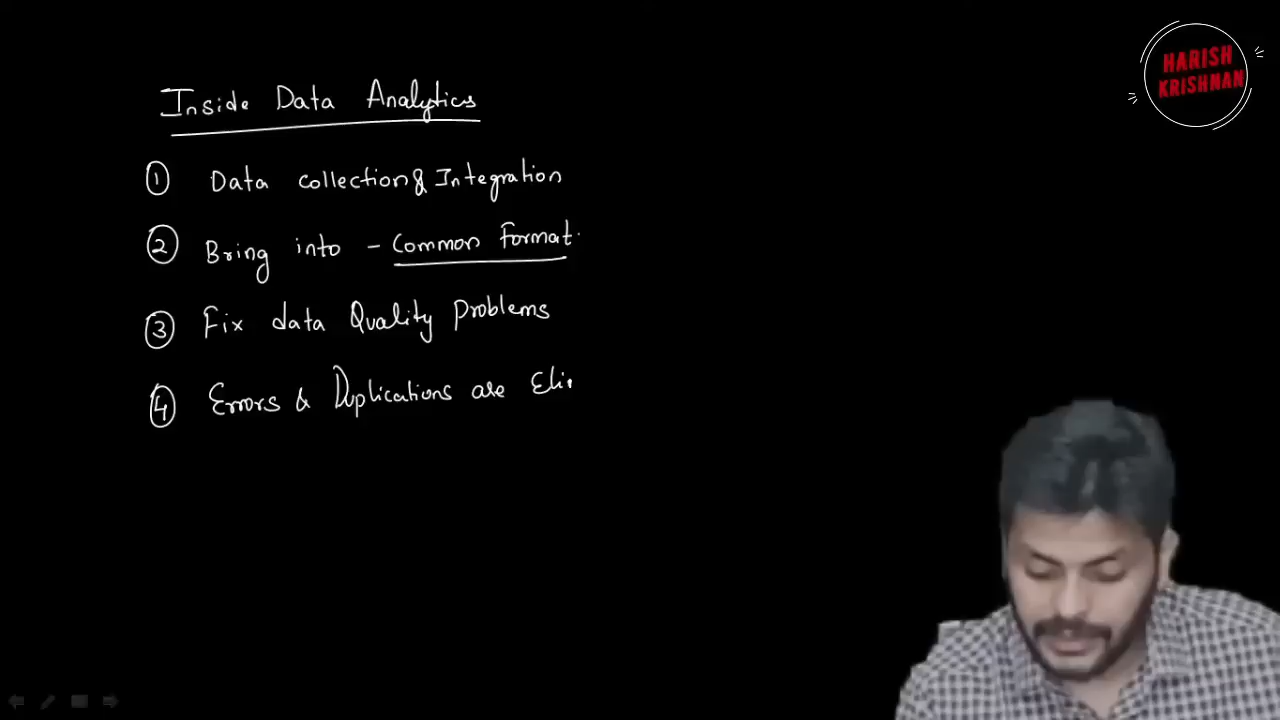 Inside Data Analytics
① Data collection & Integration
② Bring into - Common Format.
③ Fix data Quality Problems
④ Errors & Duplications are Eli
HARISH
KRISHNAN